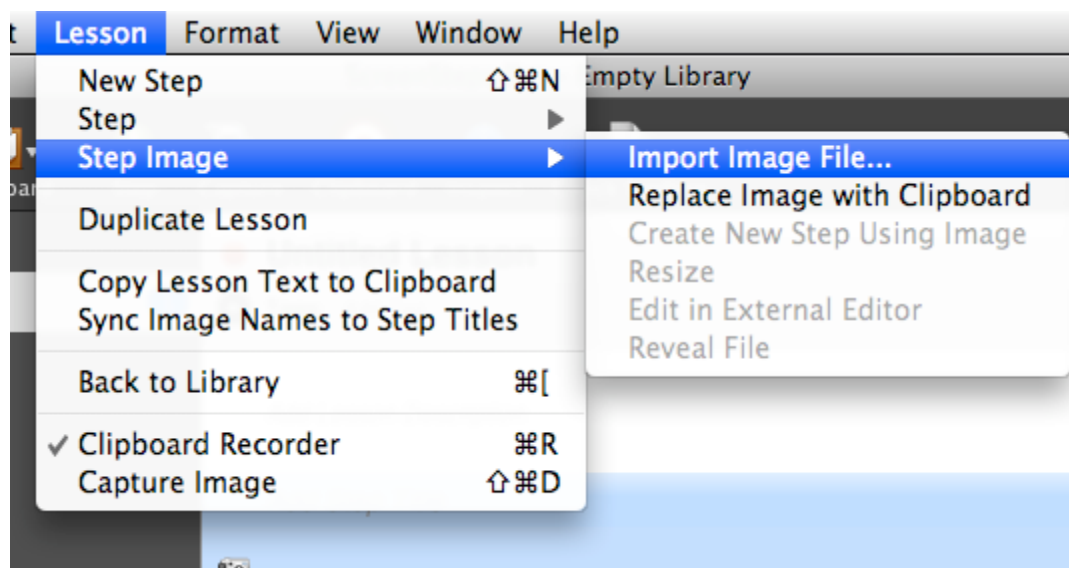 t Lesson Format View Window Help
Empty Library
New Step ⇧⌘N
Step ▶
Step Image ▶
Import Image File...
Replace Image with Clipboard
Create New Step Using Image
Resize
Edit in External Editor
Reveal File
Duplicate Lesson
Untitled Lesson
Copy Lesson Text to Clipboard
Sync Image Names to Step Titles
Back to Library ⌘[
✓ Clipboard Recorder ⌘R
Capture Image ⇧⌘D